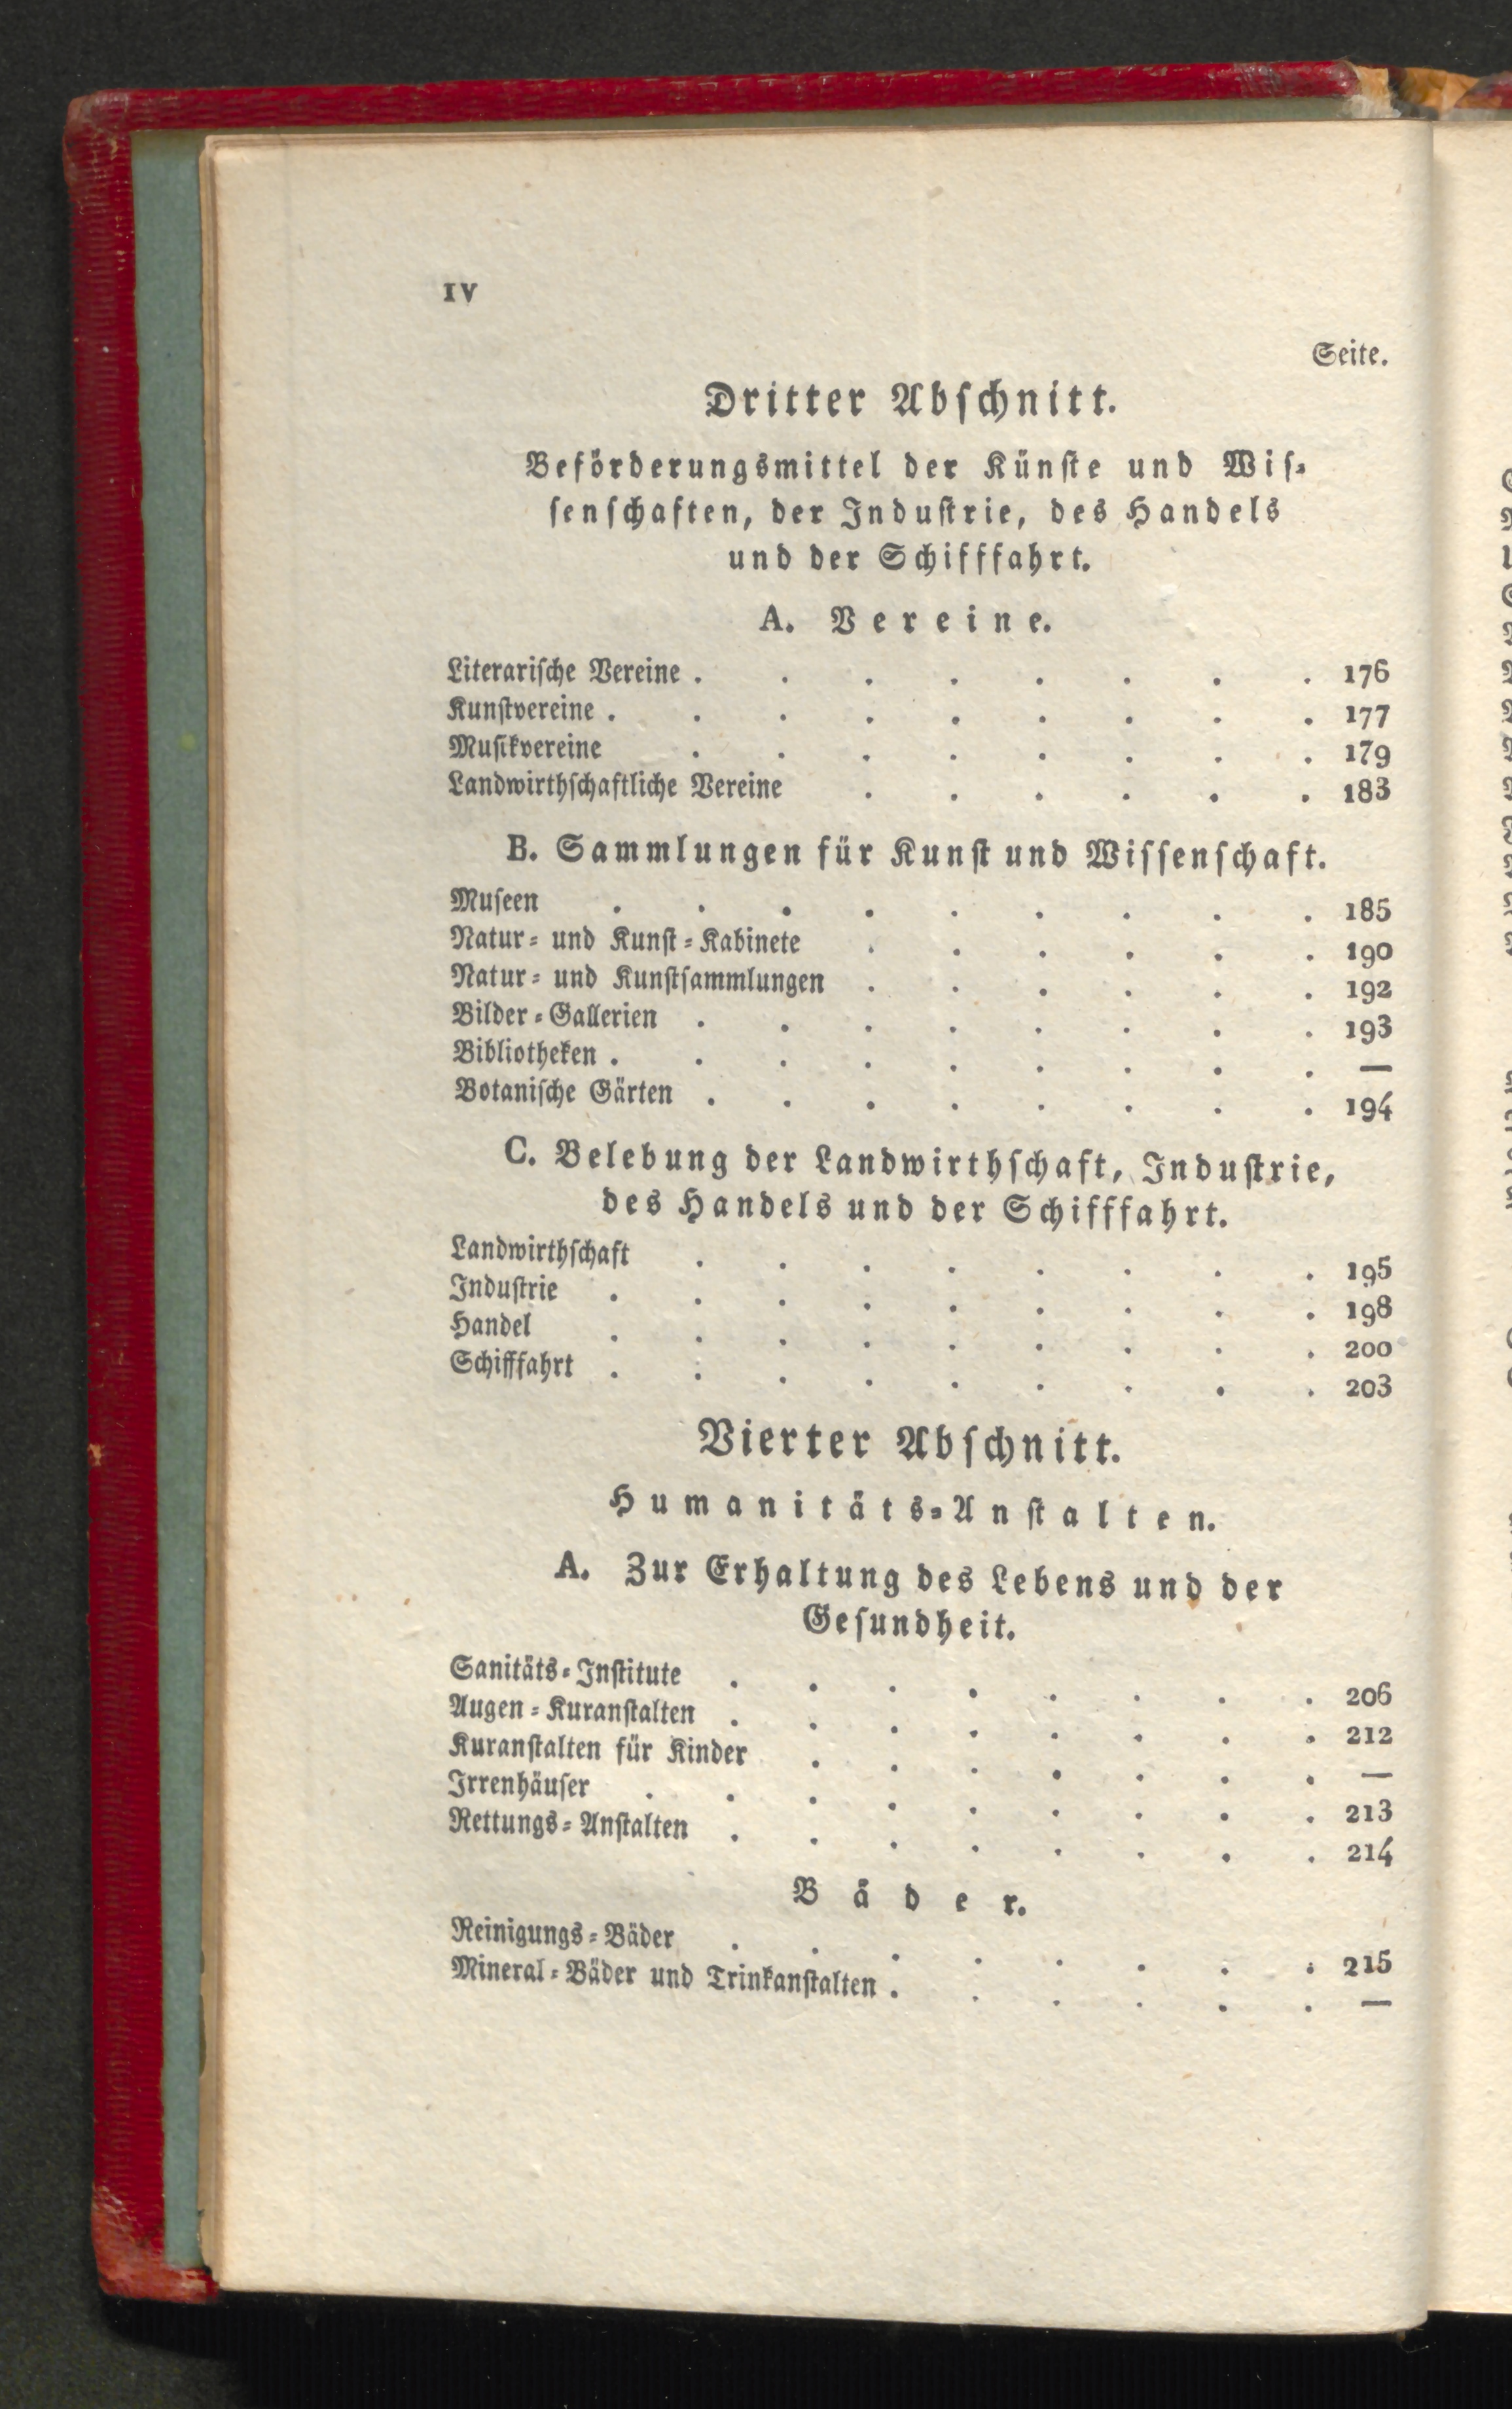 IV
Seite.
Dritter Abschnitt.
Beförderungsmittel der Künste und Wis-
senschaften, der Industrie, des Handels
und der Schifffahrt.
A. Vereine.
Literarische Vereine . . . . . . . . 176
Kunstvereine . . . . . . . . . 177
Musikvereine . . . . . . . . 179
Landwirthschaftliche Vereine . . . . . . 183
B. Sammlungen für Kunst und Wissenschaft.
Museen . . . . . . . . . 185
Natur- und Kunst-Kabinete . . . . . . 190
Natur- und Kunstsammlungen . . . . . . 192
Bilder-Gallerien . . . . . . . . 193
Bibliotheken . . . . . . . . . —
Botanische Gärten . . . . . . . . 194
C. Belebung der Landwirthschaft, Industrie,
des Handels und der Schifffahrt.
Landwirthschaft . . . . . . . . 195
Industrie . . . . . . . . . 198
Handel . . . . . . . . . 200
Schifffahrt . . . . . . . . . 203
Vierter Abschnitt.
Humanitäts-Anstalten.
A. Zur Erhaltung des Lebens und der
Gesundheit.
Sanitäts-Institute . . . . . . . . 206
Augen-Kuranstalten . . . . . . . . 212
Kuranstalten für Kinder . . . . . . . —
Irrenhäuser . . . . . . . . . 213
Rettungs-Anstalten . . . . . . . . 214
Bäder.
Reinigungs-Bäder . . . . . . . . 215
Mineral-Bäder und Trinkanstalten . . . . . . —